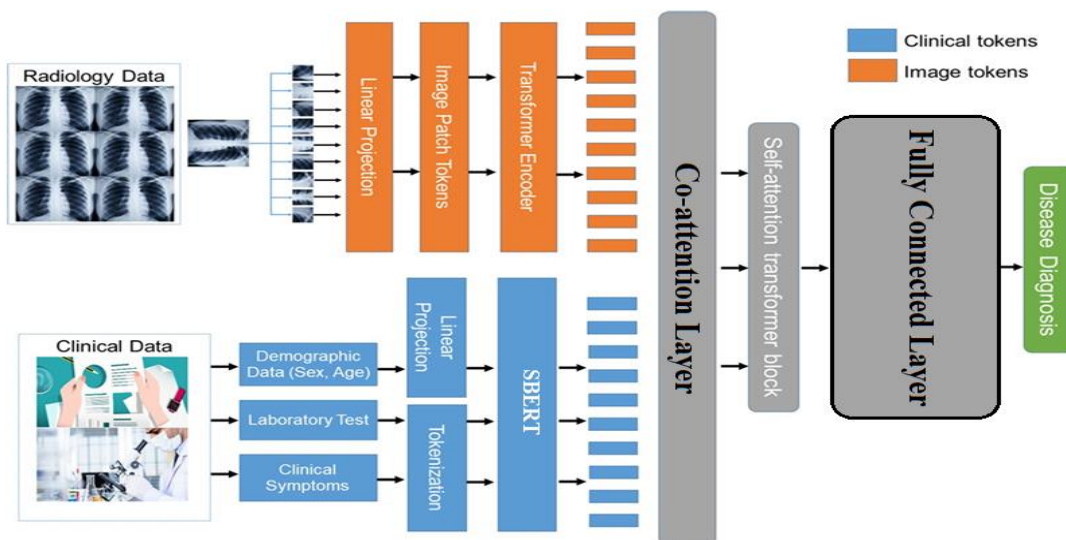 Radiology Data
Linear Projection
Image Patch Tokens
Transformer Encoder
Clinical tokens
Image tokens
Clinical Data
Demographic
Data (Sex, Age)
Laboratory Test
Clinical
Symptoms
Linear
Projection
Tokenization
SBERT
Co-attention Layer
Self-attention transformer block
Fully Connected Layer
Disease Diagnosis